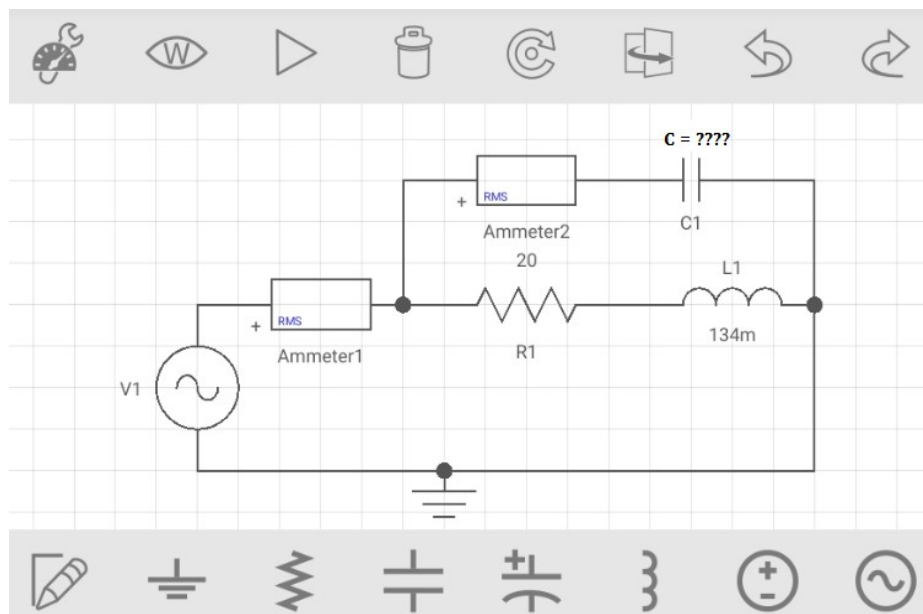 W
C = ????
RMS
+
C1
Ammeter2
20
L1
RMS
+
R1
134m
Ammeter1
V1